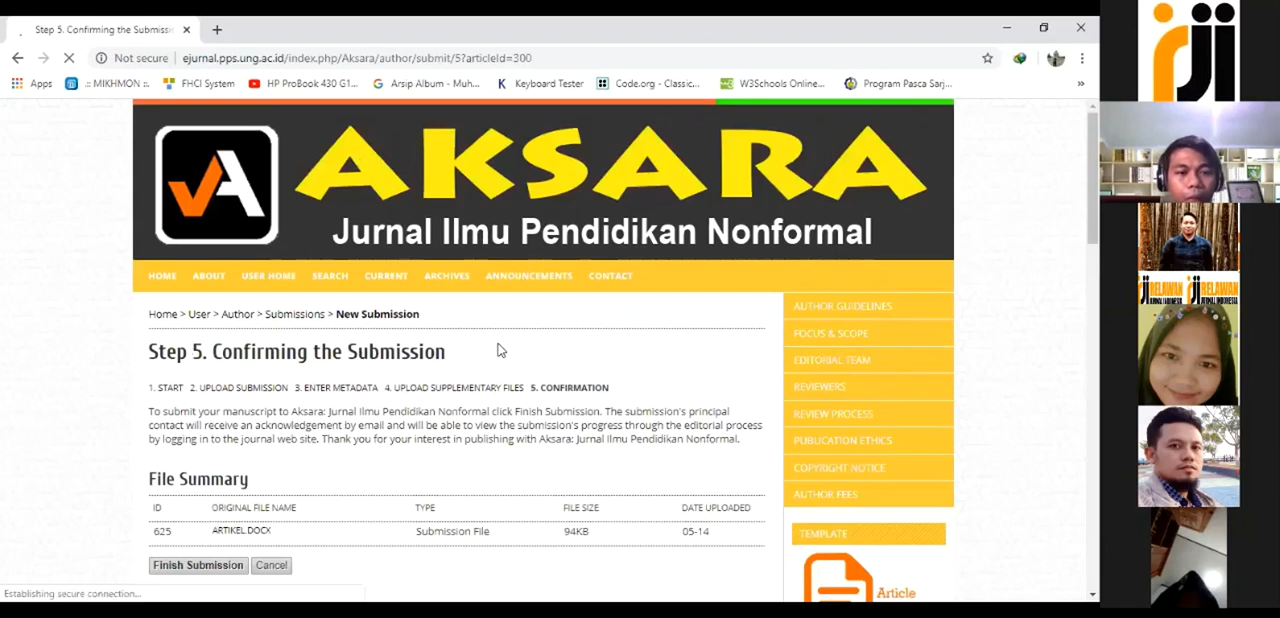 Step 5. Confirming the Submissi
Not secure
ejurnal.pps.ung.ac.id/index.php/Aksara/author/submit/5?articleId=300
Apps
.:: MIKHMON ::.
FHCI System
HP ProBook 430 G1...
Arsip Album - Muh...
Keyboard Tester
Code.org - Classic...
W3Schools Online...
Program Pasca Sarj...
AKSARA
Jurnal Ilmu Pendidikan Nonformal
HOME ABOUT USER HOME SEARCH CURRENT ARCHIVES ANNOUNCEMENTS CONTACT
Home > User > Author > Submissions > New Submission
Step 5. Confirming the Submission
1. START 2. UPLOAD SUBMISSION 3. ENTER METADATA 4. UPLOAD SUPPLEMENTARY FILES 5. CONFIRMATION
To submit your manuscript to Aksara: Jurnal Ilmu Pendidikan Nonformal click Finish Submission. The submission's principal
contact will receive an acknowledgement by email and will be able to view the submission's progress through the editorial process
by logging in to the journal web site. Thank you for your interest in publishing with Aksara: Jurnal Ilmu Pendidikan Nonformal.
File Summary
ID ORIGINAL FILE NAME TYPE FILE SIZE DATE UPLOADED
625 ARTIKEL.DOCX Submission File 94KB 05-14
Finish Submission Cancel
Establishing secure connection...
AUTHOR GUIDELINES
FOCUS & SCOPE
EDITORIAL TEAM
REVIEWERS
REVIEW PROCESS
PUBLICATION ETHICS
COPYRIGHT NOTICE
AUTHOR FEES
TEMPLATE
Article
RELAWAN RELAWAN